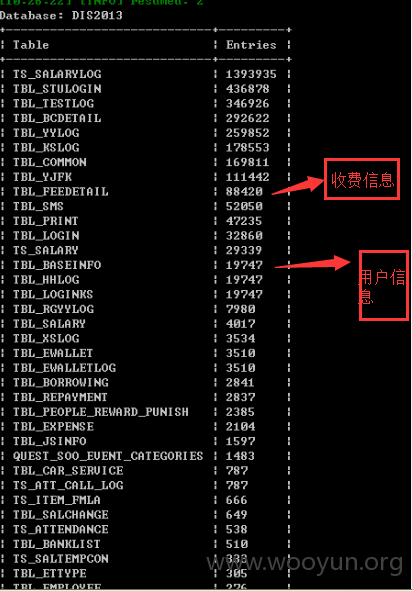 [10:26:22] [INFO] resumed: 2
Database: DIS2013
Table | Entries
TS_SALARYLOG | 1393935
TBL_STULOGIN | 436878
TBL_TESTLOG | 346926
TBL_BCDETAIL | 292622
TBL_YYLOG | 259852
TBL_KSLOG | 178553
TBL_COMMON | 169811
TBL_YJFK | 111442
TBL_FEEDETAIL | 88420
收费信息
TBL_SMS | 52050
TBL_PRINT | 47235
TBL_LOGIN | 32860
TS_SALARY | 29339
TBL_BASEINFO | 19747
用户信
息
TBL_HHLOG | 19747
TBL_LOGINKS | 19747
TBL_RGYYLOG | 7980
TBL_SALARY | 4017
TBL_XSLOG | 3534
TBL_EWALLET | 3510
TBL_EWALLETLOG | 3510
TBL_BORROWING | 2841
TBL_REPAYMENT | 2837
TBL_PEOPLE_REWARD_PUNISH | 2385
TBL_EXPENSE | 2104
TBL_JSINFO | 1597
QUEST_SOO_EVENT_CATEGORIES | 1483
TBL_CAR_SERVICE | 787
TS_ATT_CALL_LOG | 787
TS_ITEM_FMLA | 666
TBL_SALCHANGE | 649
TS_ATTENDANCE | 538
TBL_BANKLIST | 510
TS_SALTEMPCON | 333
www.wooyun.org
TBL_ETTYPE | 305
TBL_EMPLOYEE | 276